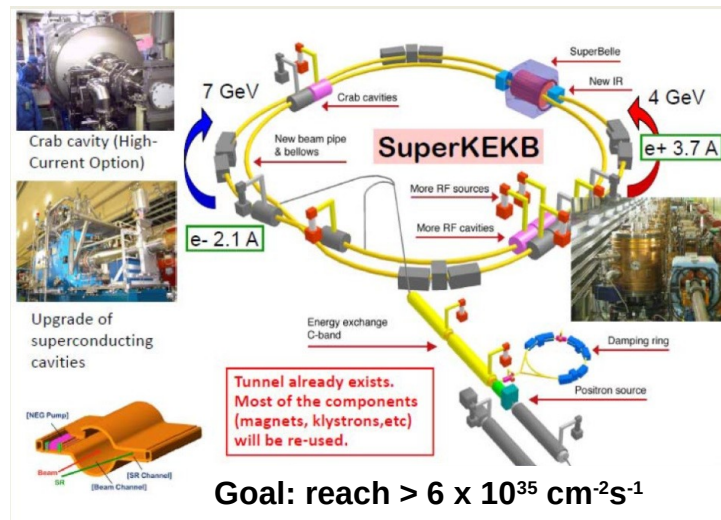 7 GeV
Crab cavity (High-
Current Option)
e- 2.1 A
Upgrade of
superconducting
cavities
[NEG Pump]
Beam
SR
[SR Channel]
[Beam Channel]
Crab cavities
New beam pipe
& bellows
SuperKEKB
SuperBelle
New IR
4 GeV
e+ 3.7 A
More RF sources
More RF cavities
Energy exchange
C-band
Damping ring
Positron source
Tunnel already exists.
Most of the components
(magnets, klystrons,etc)
will be re-used.
Goal: reach > 6 x 10³⁵ cm⁻²s⁻¹